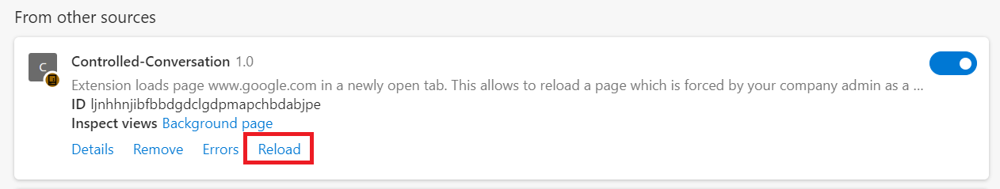 From other sources
C
Controlled-Conversation 1.0
Extension loads page www.google.com in a newly open tab. This allows to reload a page which is forced by your company admin as a ...
ID ljnhhnjibfbbdgdclgdpmapchbdabjpe
Inspect views Background page
Details Remove Errors Reload